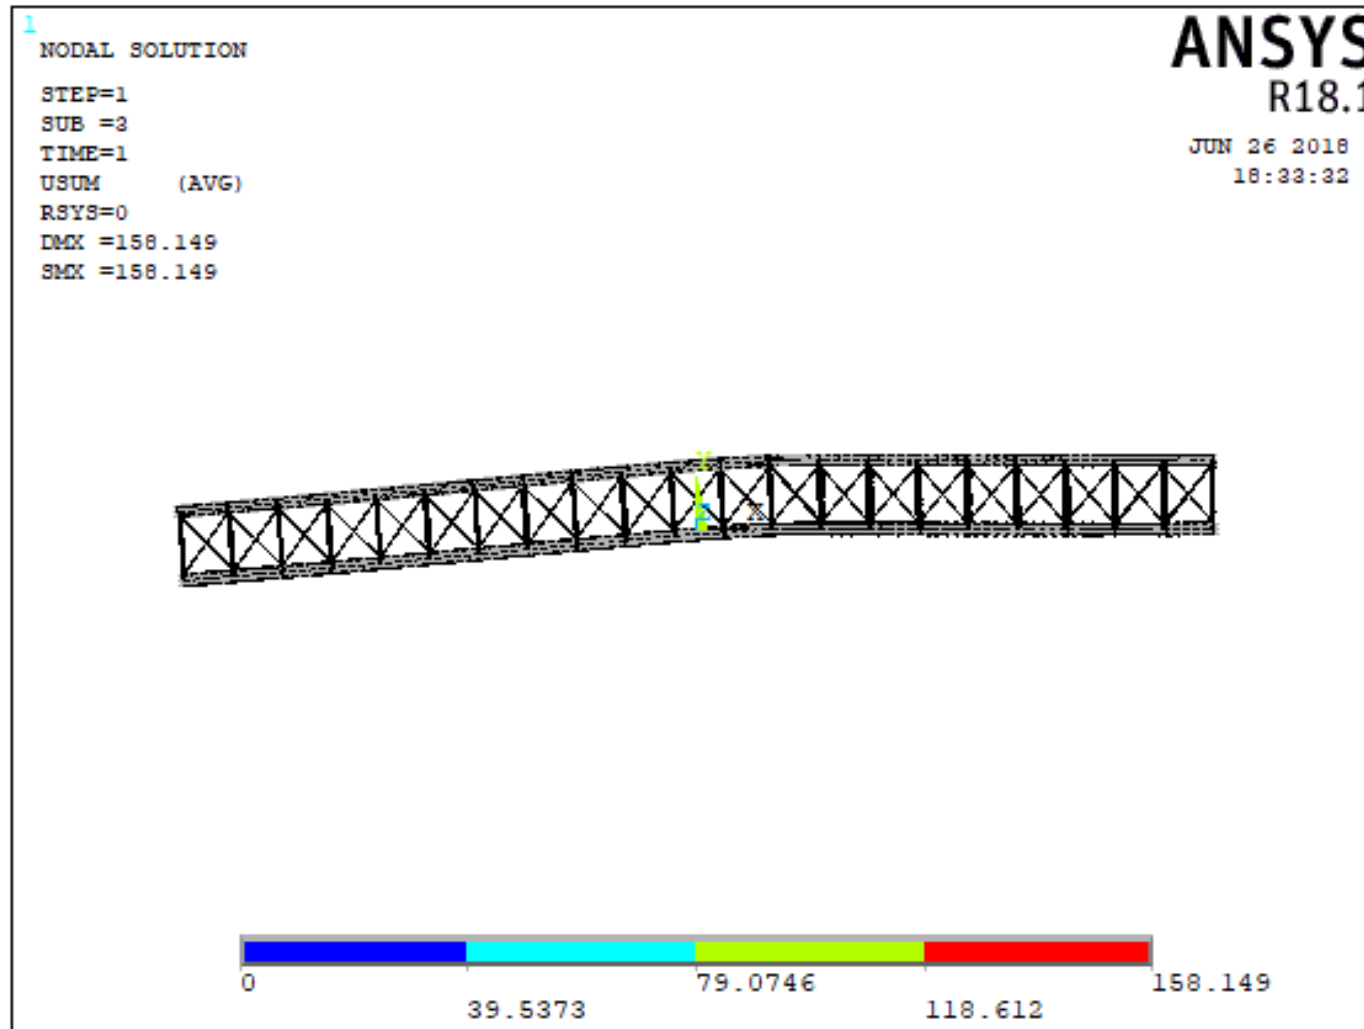 1
NODAL SOLUTION
STEP=1
SUB =3
TIME=1
USUM (AVG)
RSYS=0
DMX =158.149
SMX =158.149
ANSYS
R18.1
JUN 26 2018
18:33:32
Y
Z
X
0
39.5373
79.0746
118.612
158.149